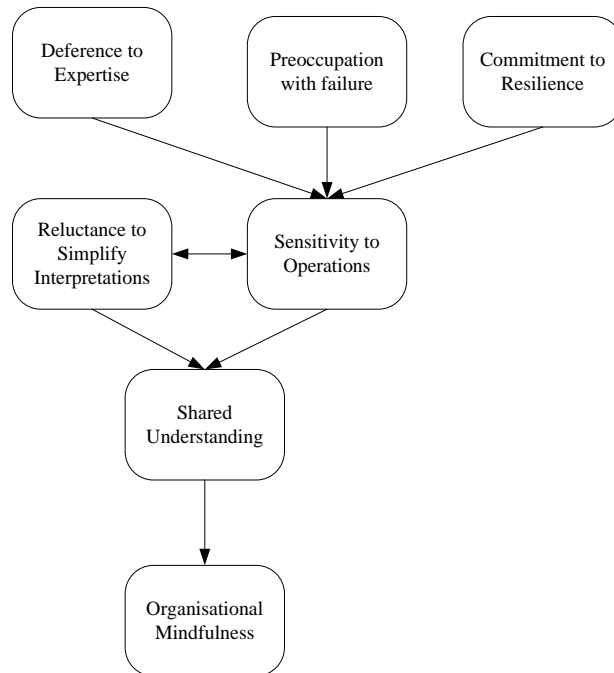 Deference to
Expertise
Preoccupation
with failure
Commitment to
Resilience
Reluctance to
Simplify
Interpretations
Sensitivity to
Operations
Shared
Understanding
Organisational
Mindfulness